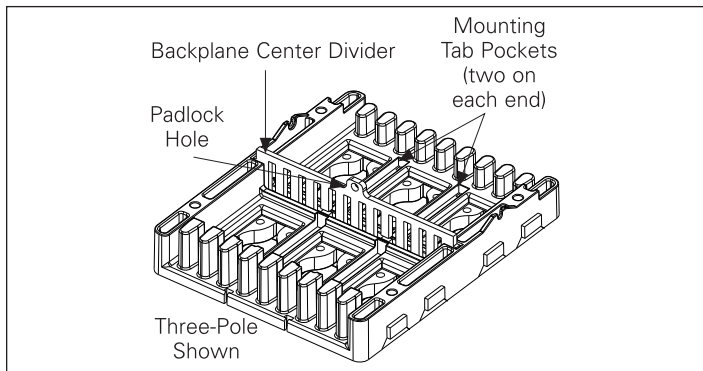 Backplane Center Divider
Mounting
Tab Pockets
(two on
each end)
Padlock
Hole
Three-Pole
Shown